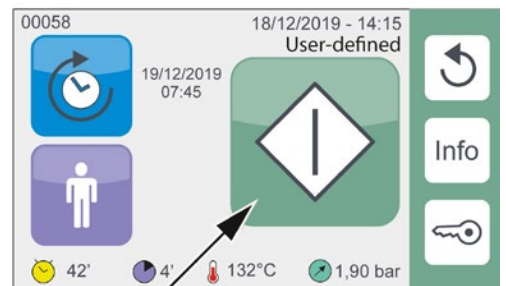 00058
18/12/2019 - 14:15
User-defined
19/12/2019
07:45
Info
42’
4’
132°C
1,90 bar